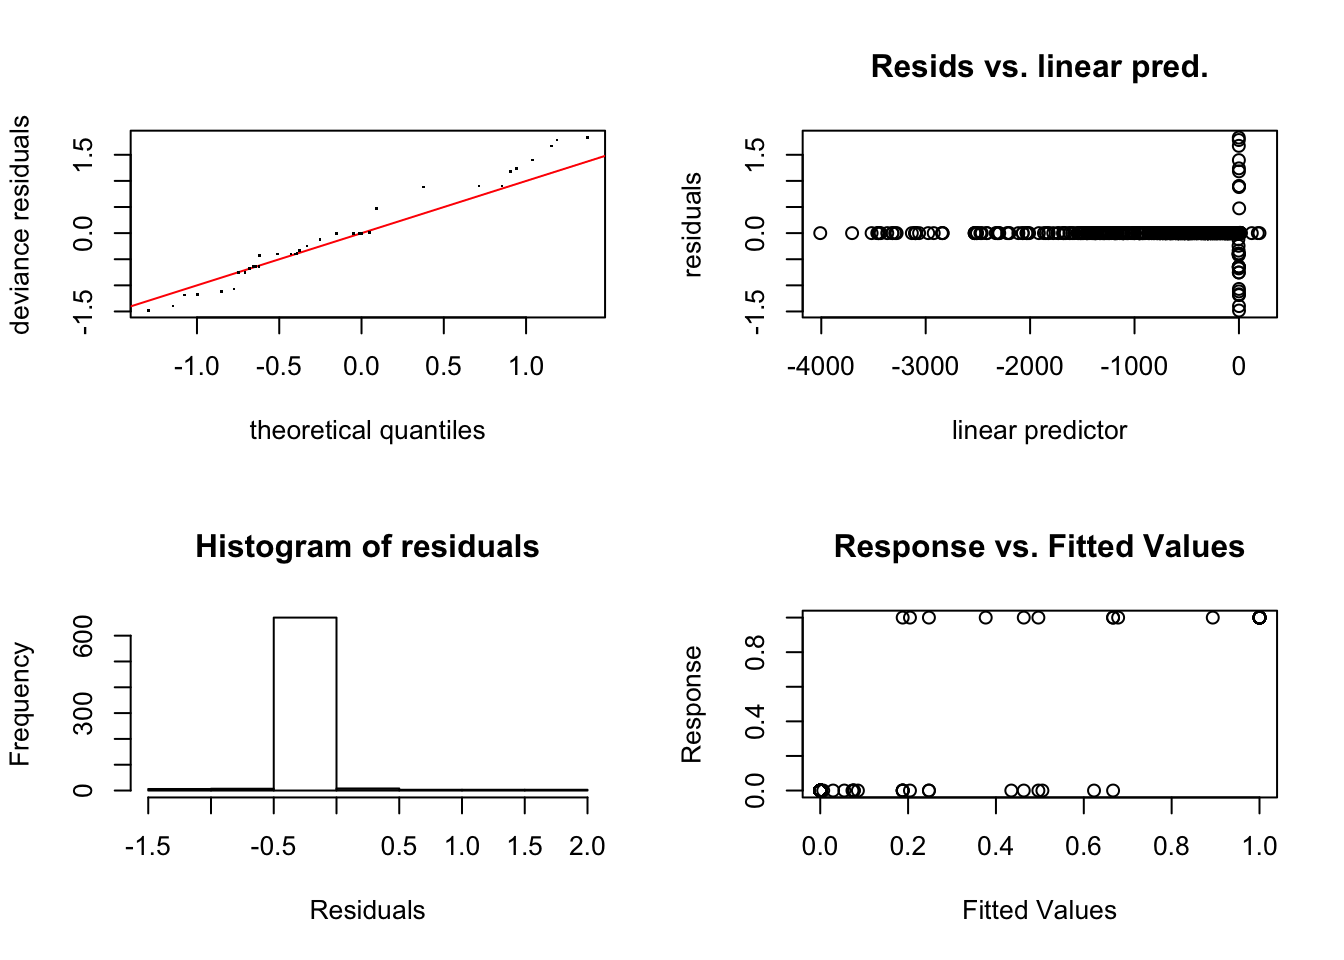 deviance residuals
1.5
0.0
-1.5
-1.0 -0.5 0.0 0.5 1.0
theoretical quantiles
Resids vs. linear pred.
residuals
1.5
0.0
-1.5
-4000 -3000 -2000 -1000 0
linear predictor
Histogram of residuals
Frequency
600
300
0
-1.5 -0.5 0.5 1.0 1.5 2.0
Residuals
Response vs. Fitted Values
Response
0.8
0.4
0.0
0.0 0.2 0.4 0.6 0.8 1.0
Fitted Values